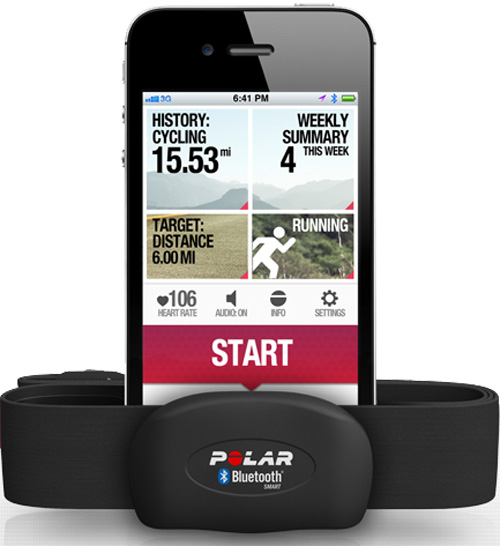 3G 6:41 PM
HISTORY:
CYCLING
15.53 mi
WEEKLY
SUMMARY
4 THIS WEEK
TARGET:
DISTANCE
6.00 MI
RUNNING
106
HEART RATE
AUDIO: ON
INFO
SETTINGS
START
POLAR
Bluetooth®
SMART